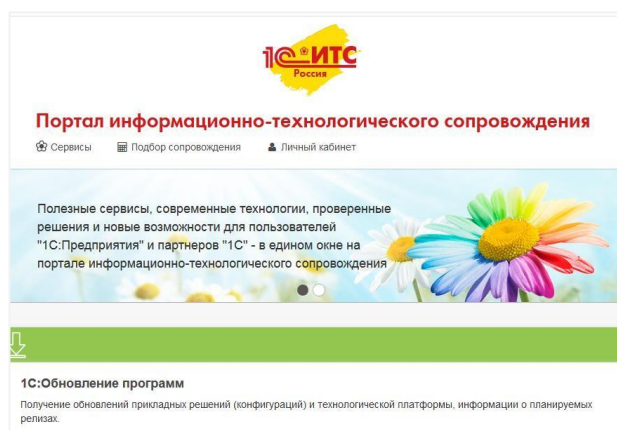 1С ИТС
Россия
Портал информационно-технологического сопровождения
Сервисы Подбор сопровождения Личный кабинет
Полезные сервисы, современные технологии, проверенные
решения и новые возможности для пользователей
"1С:Предприятия" и партнеров "1С" - в едином окне на
портале информационно-технологического сопровождения
1С:Обновление программ
Получение обновлений прикладных решений (конфигураций) и технологической платформы, информации о планируемых
релизах.